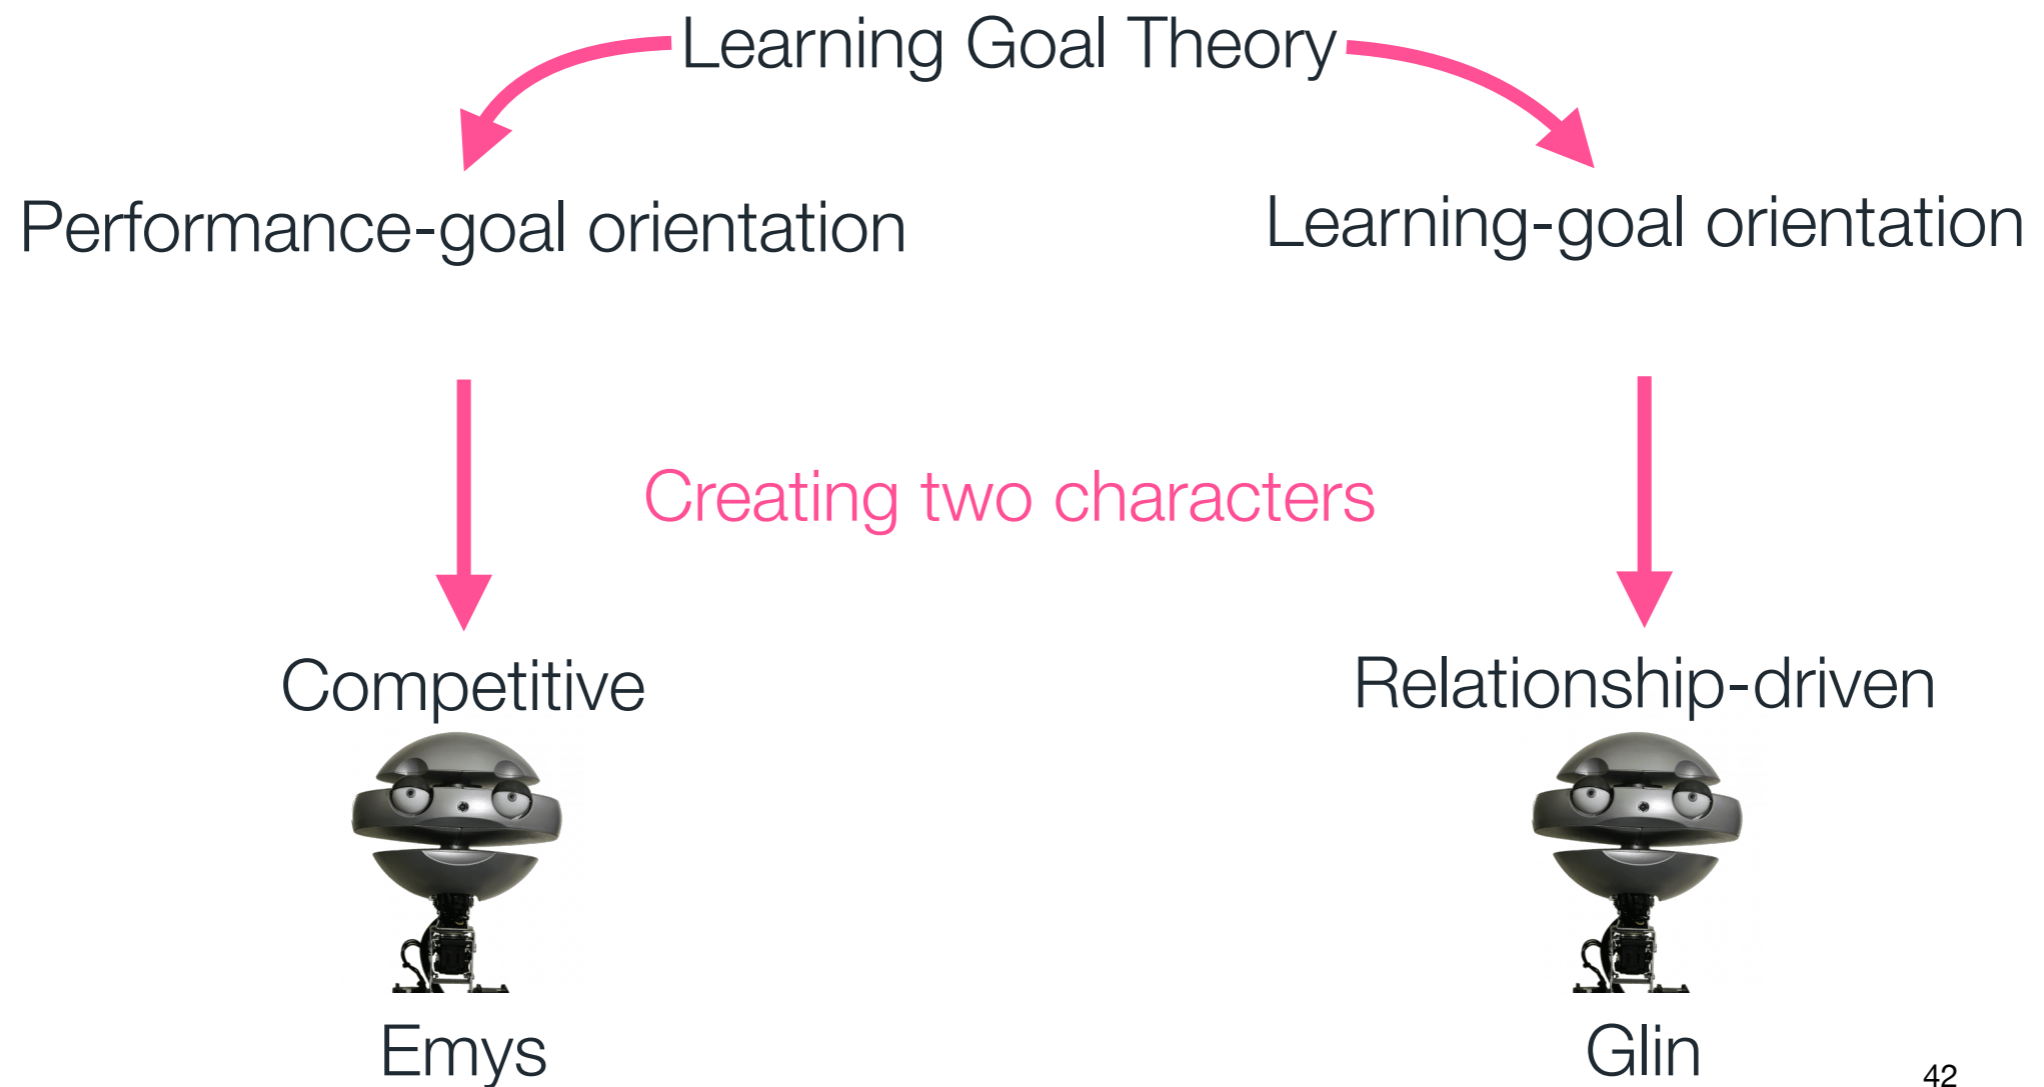 Learning Goal Theory
Performance-goal orientation
Learning-goal orientation
Creating two characters
Competitive
Relationship-driven
Emys
Glin
42